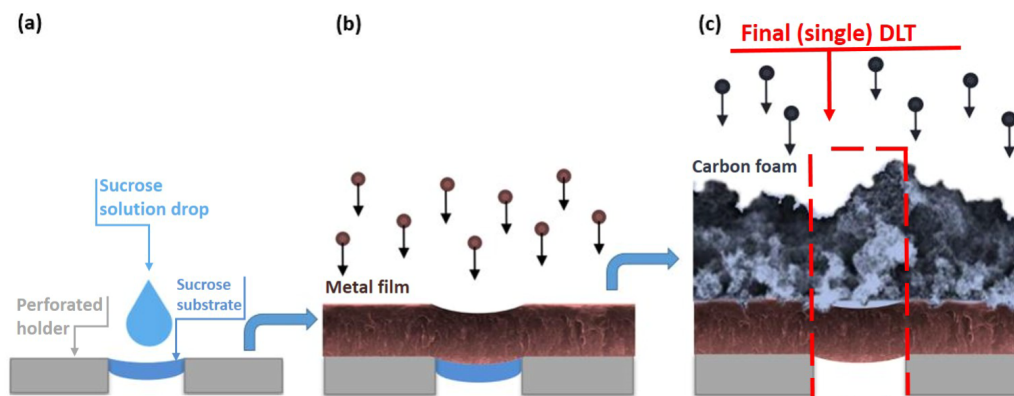 (a)
Sucrose
solution drop
Perforated
holder
Sucrose
substrate
(b)
Metal film
(c)
Final (single) DLT
Carbon foam